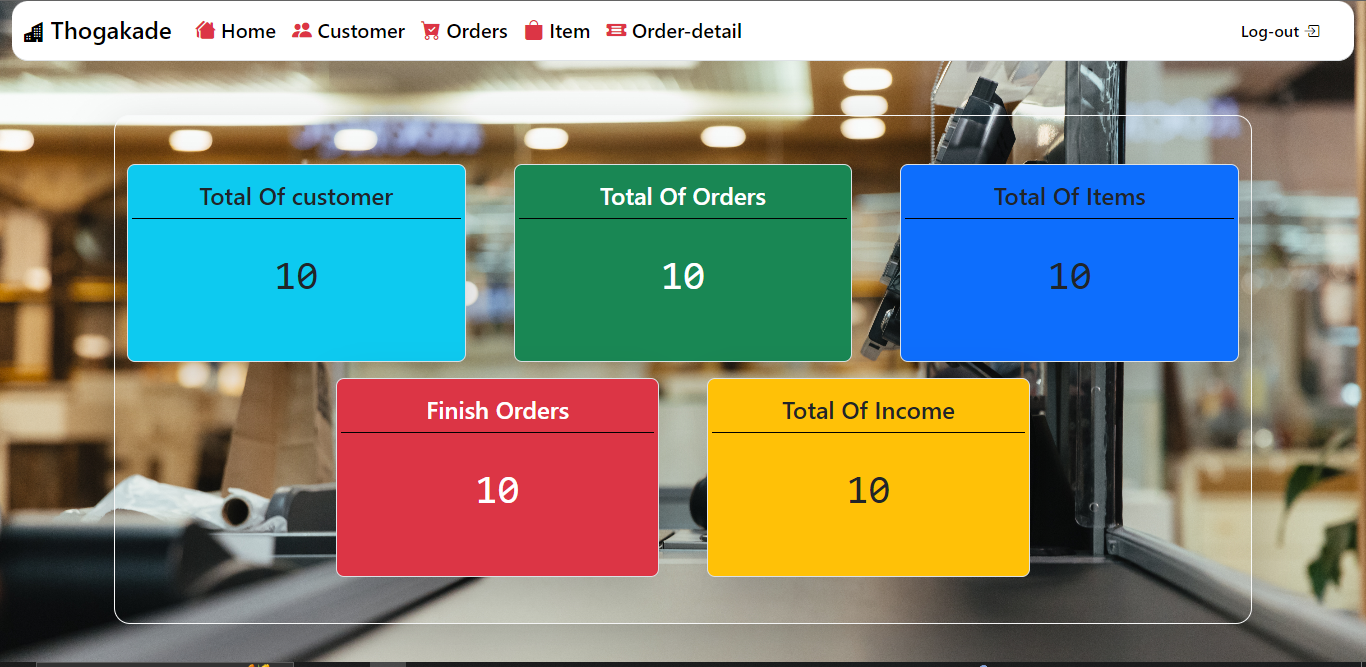 Thogakade Home Customer Orders Item Order-detail Log-out
Total Of customer
10
Total Of Orders
10
Total Of Items
10
Finish Orders
10
Total Of Income
10